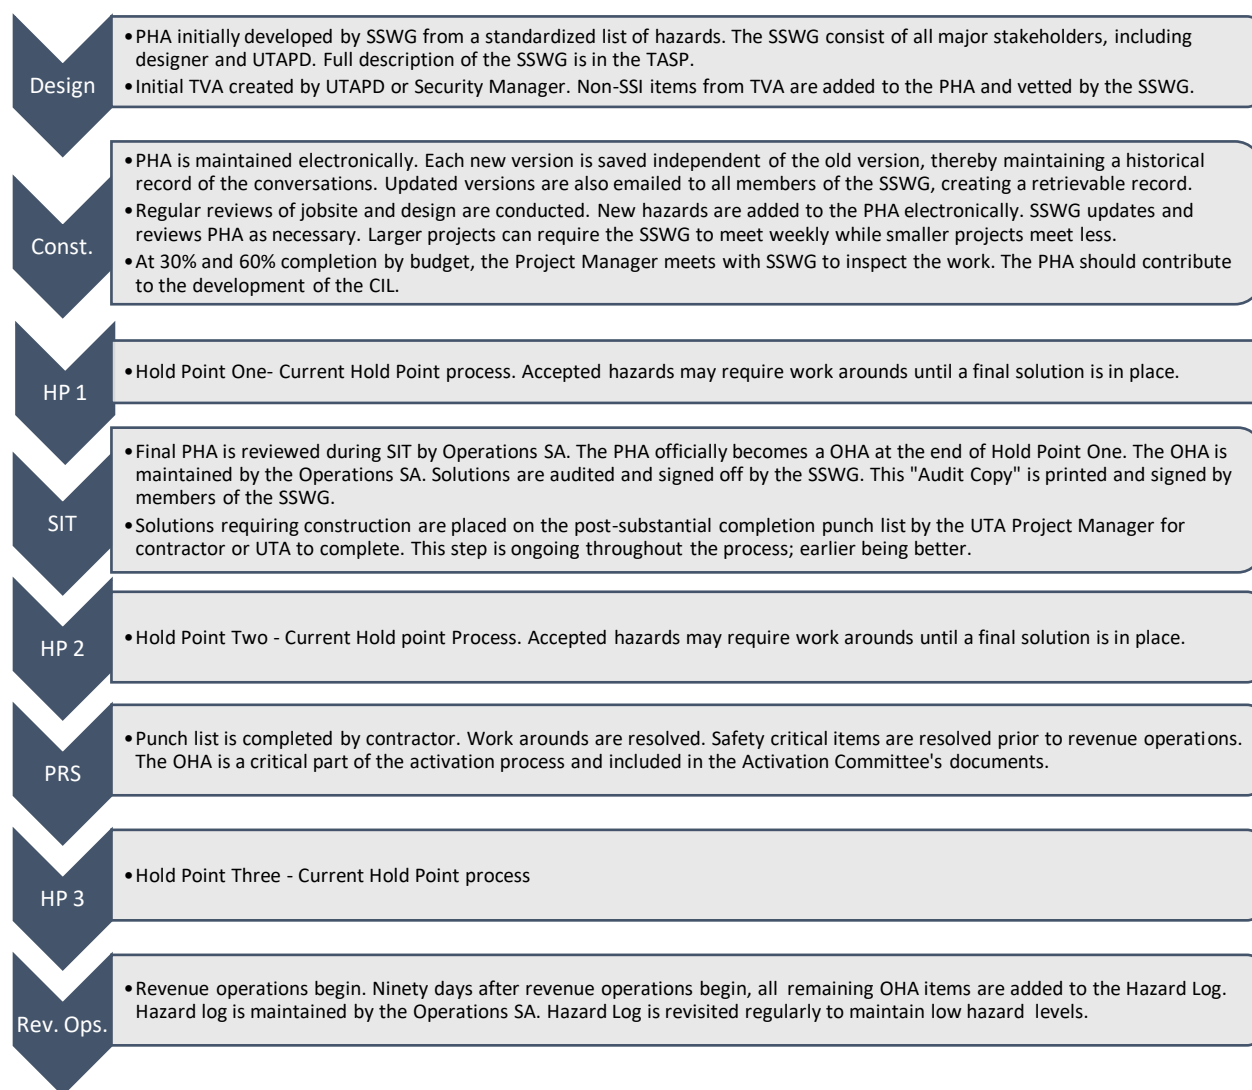 Design
•PHA initially developed by SSWG from a standardized list of hazards. The SSWG consist of all major stakeholders, including
designer and UTAPD. Full description of the SSWG is in the TASP.
•Initial TVA created by UTAPD or Security Manager. Non-SSI items from TVA are added to the PHA and vetted by the SSWG.
Const.
•PHA is maintained electronically. Each new version is saved independent of the old version, thereby maintaining a historical
record of the conversations. Updated versions are also emailed to all members of the SSWG, creating a retrievable record.
•Regular reviews of jobsite and design are conducted. New hazards are added to the PHA electronically. SSWG updates and
reviews PHA as necessary. Larger projects can require the SSWG to meet weekly while smaller projects meet less.
•At 30% and 60% completion by budget, the Project Manager meets with SSWG to inspect the work. The PHA should contribute
to the development of the CIL.
HP 1
•Hold Point One- Current Hold Point process. Accepted hazards may require work arounds until a final solution is in place.
SIT
•Final PHA is reviewed during SIT by Operations SA. The PHA officially becomes a OHA at the end of Hold Point One. The OHA is
maintained by the Operations SA. Solutions are audited and signed off by the SSWG. This "Audit Copy" is printed and signed by
members of the SSWG.
•Solutions requiring construction are placed on the post-substantial completion punch list by the UTA Project Manager for
contractor or UTA to complete. This step is ongoing throughout the process; earlier being better.
HP 2
•Hold Point Two - Current Hold point Process. Accepted hazards may require work arounds until a final solution is in place.
PRS
•Punch list is completed by contractor. Work arounds are resolved. Safety critical items are resolved prior to revenue operations.
The OHA is a critical part of the activation process and included in the Activation Committee's documents.
HP 3
•Hold Point Three - Current Hold Point process
Rev. Ops.
•Revenue operations begin. Ninety days after revenue operations begin, all remaining OHA items are added to the Hazard Log.
Hazard log is maintained by the Operations SA. Hazard Log is revisited regularly to maintain low hazard levels.